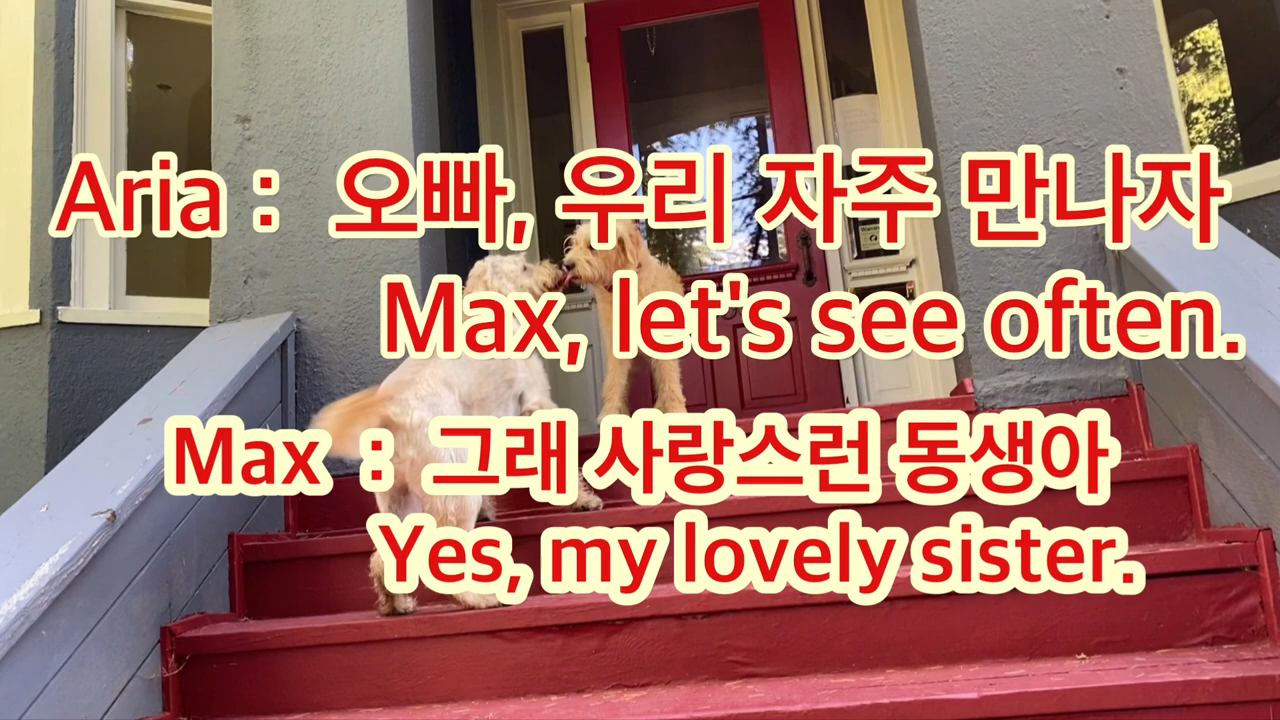 Aria : 오빠, 우리 자주 만나자
Max, let's see often.
Max : 그래 사랑스런 동생아
Yes, my lovely sister.